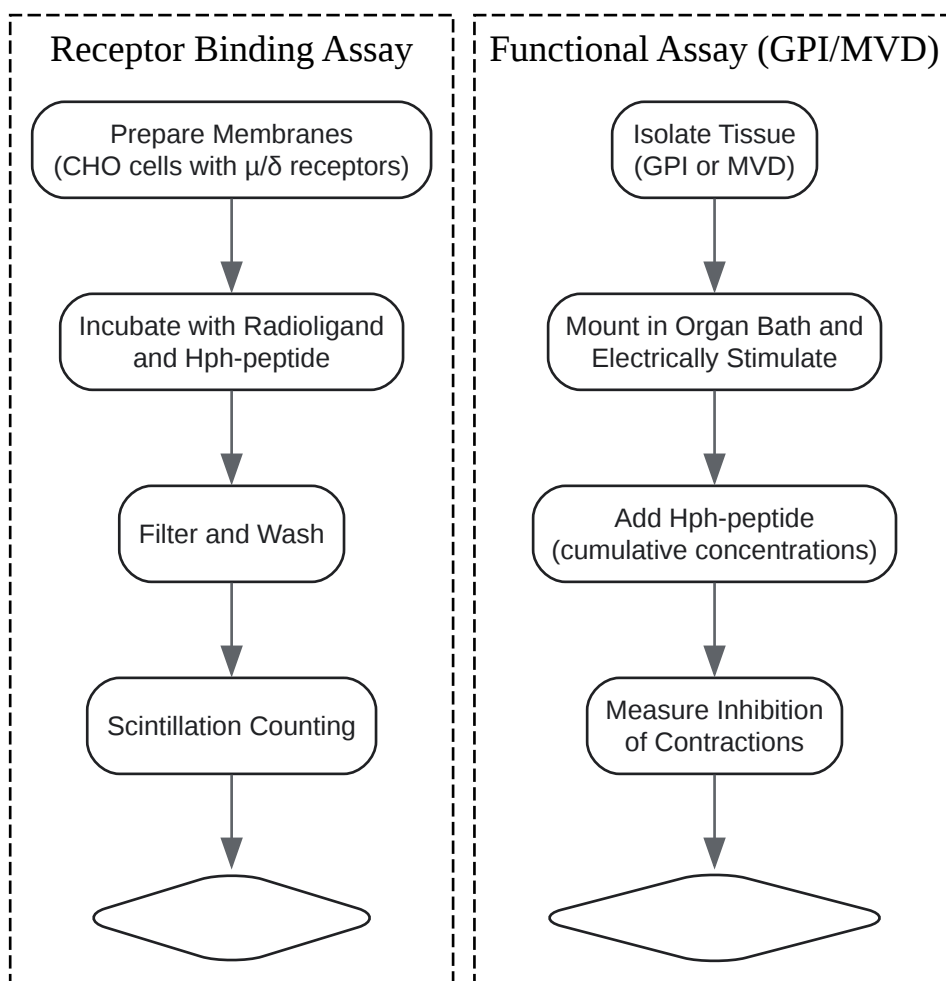 Receptor Binding Assay
Prepare Membranes
(CHO cells with μ/δ receptors)
Incubate with Radioligand
and Hph-peptide
Filter and Wash
Scintillation Counting
Functional Assay (GPI/MVD)
Isolate Tissue
(GPI or MVD)
Mount in Organ Bath and
Electrically Stimulate
Add Hph-peptide
(cumulative concentrations)
Measure Inhibition
of Contractions